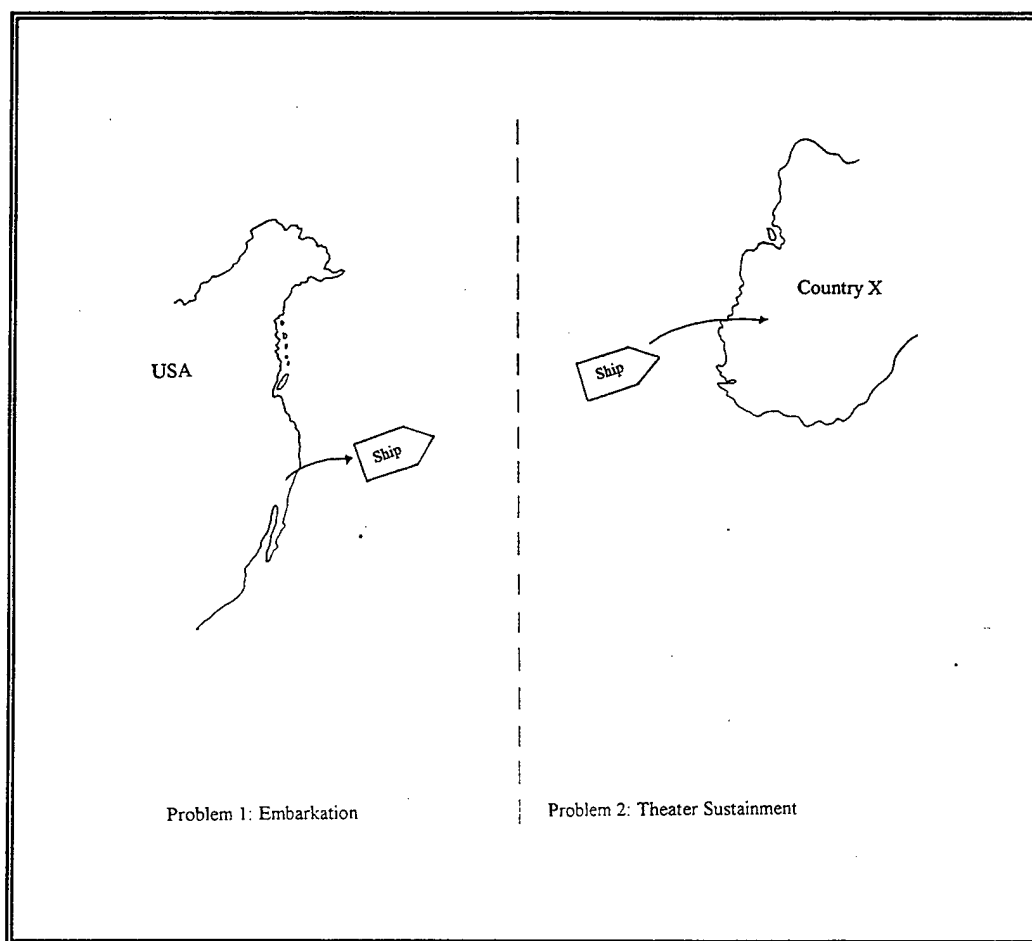 USA
Ship
Problem 1: Embarkation
Country X
Ship
Problem 2: Theater Sustainment